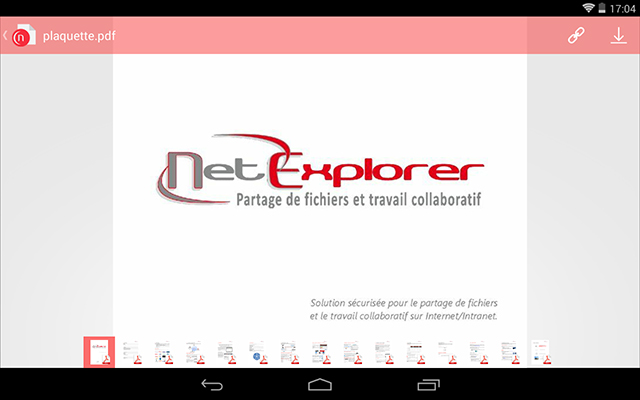 17:04
n plaquette.pdf
NetExplorer
Partage de fichiers et travail collaboratif
Solution sécurisée pour le partage de fichiers
et le travail collaboratif sur Internet/Intranet.